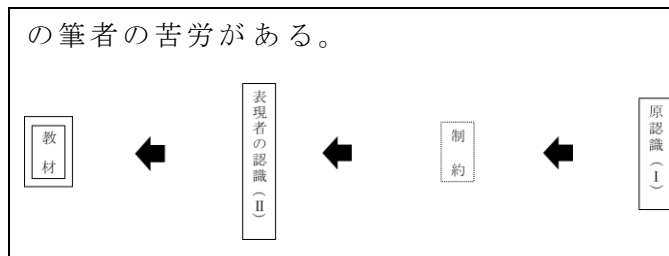 の筆者の苦労がある。
原認識（Ⅰ）
制約
表現者の認識（Ⅱ）
教材